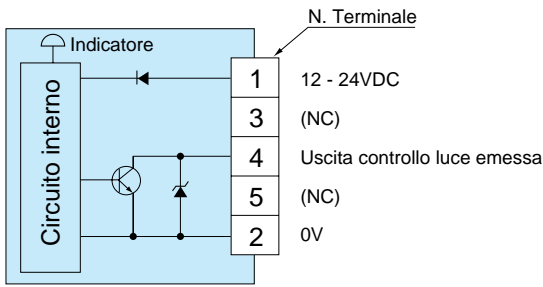 N. Terminale
Indicatore
Circuito interno
1 12 - 24VDC
3 (NC)
4 Uscita controllo luce emessa
5 (NC)
2 0V